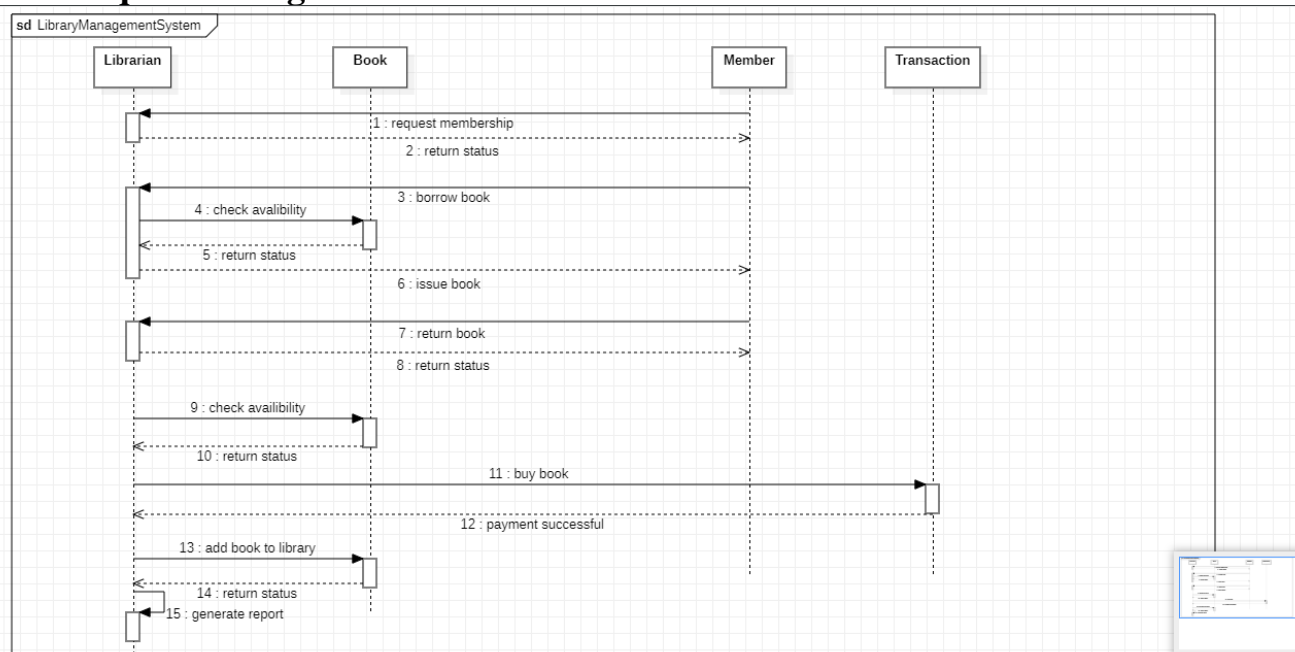 sd LibraryManagementSystem
Librarian
Book
Member
Transaction
1 : request membership
2 : return status
3 : borrow book
4 : check avalibility
5 : return status
6 : issue book
7 : return book
8 : return status
9 : check availibility
10 : return status
11 : buy book
12 : payment successful
13 : add book to library
14 : return status
15 : generate report